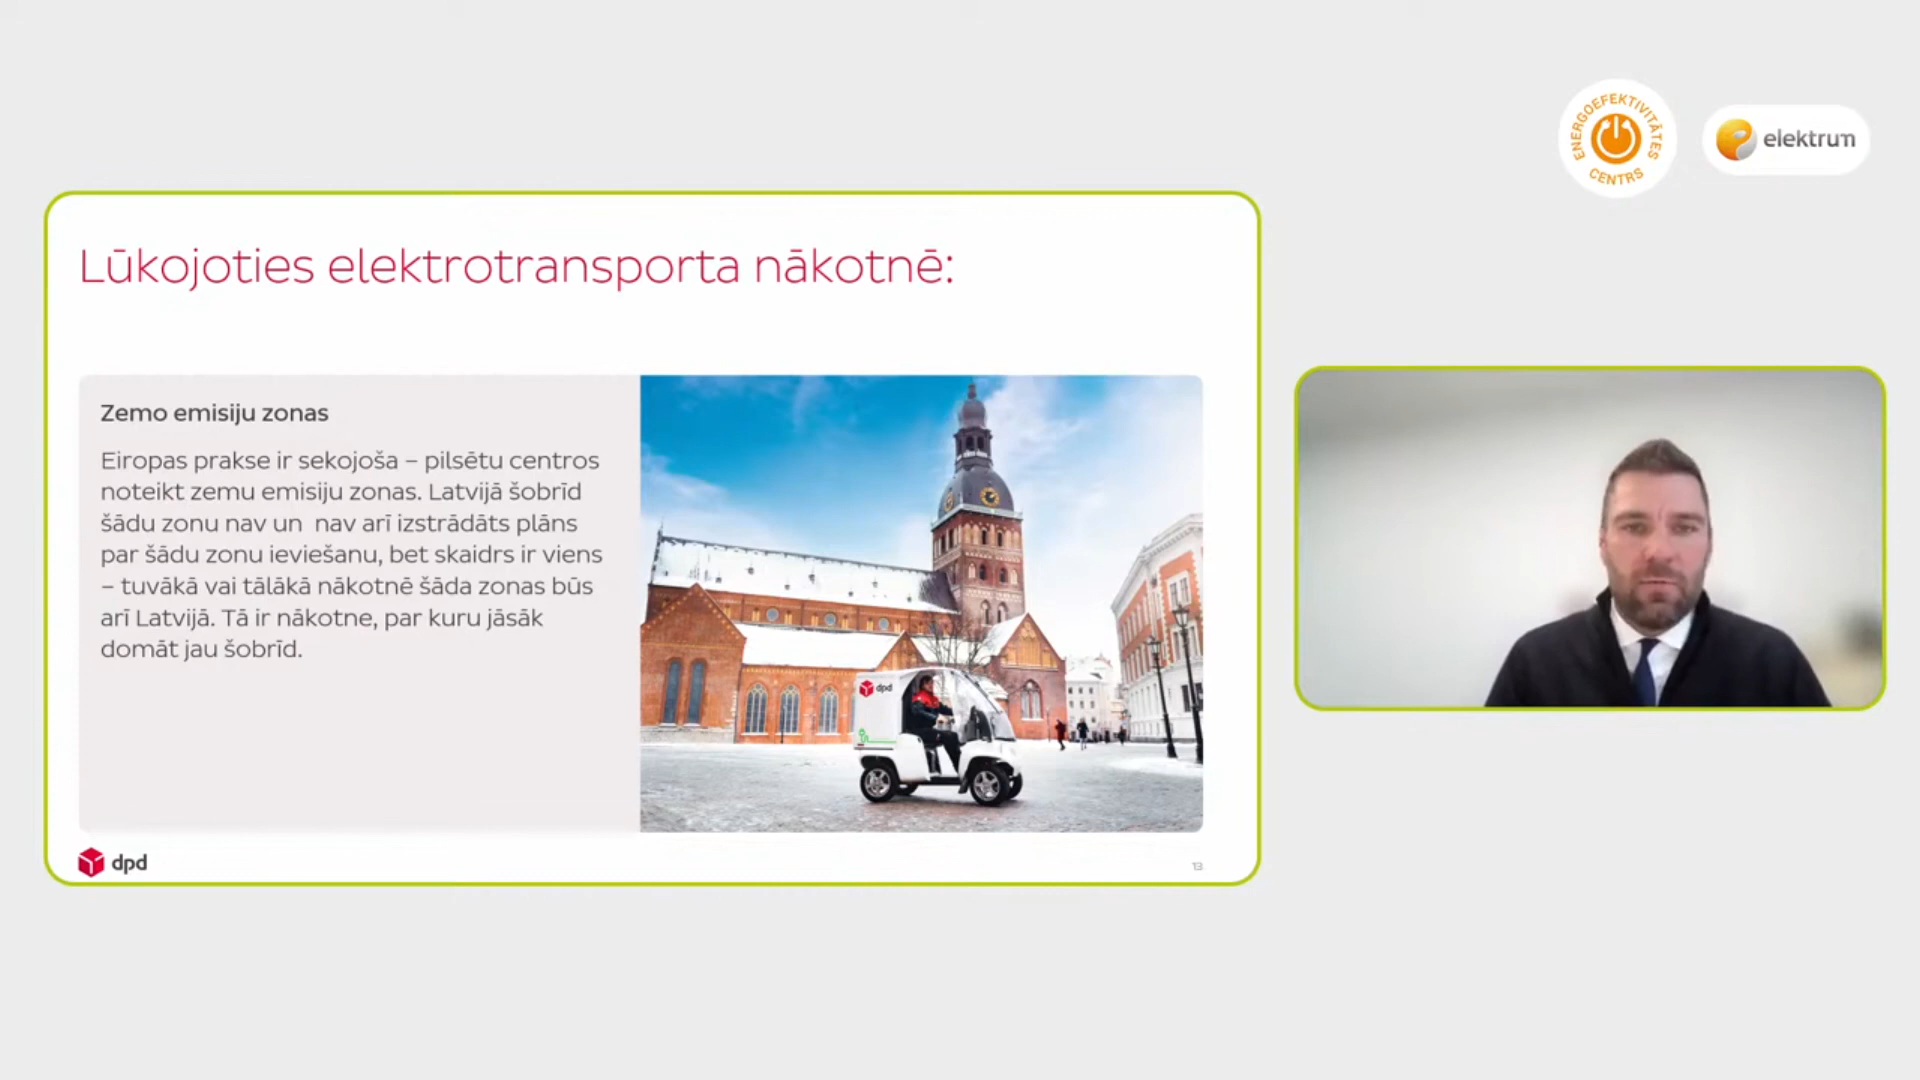 ENERGOEFEKTIVITĀTES
CENTRS
elektrum
Lūkojoties elektrotransporta nākotnē:
Zemo emisiju zonas
Eiropas prakse ir sekojoša – pilsētu centros
noteikt zemu emisiju zonas. Latvijā šobrīd
šādu zonu nav un nav arī izstrādāts plāns
par šādu zonu ieviešanu, bet skaidrs ir viens
– tuvākā vai tālākā nākotnē šāda zonas būs
arī Latvijā. Tā ir nākotne, par kuru jāsāk
domāt jau šobrīd.
dpd
dpd
13